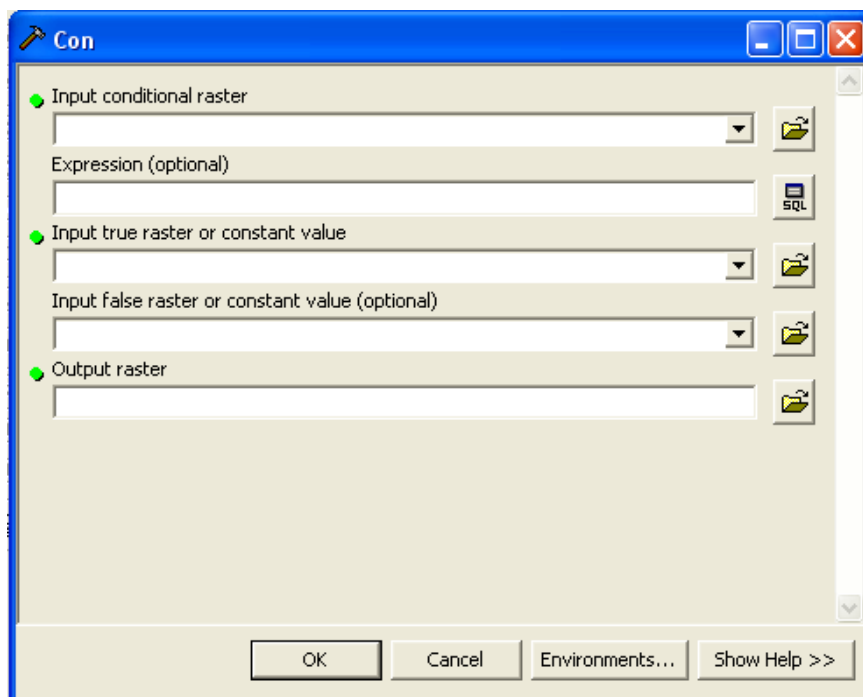 Con
Input conditional raster
Expression (optional)
SQL
Input true raster or constant value
Input false raster or constant value (optional)
Output raster
OK Cancel Environments... Show Help >>